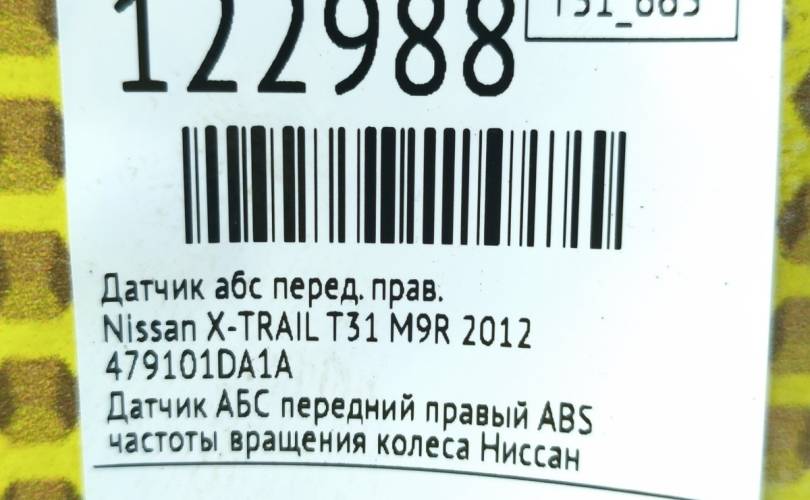 122988
Датчик абс перед. прав.
Nissan X-TRAIL T31 M9R 2012
479101DA1A
Датчик АБС передний правый ABS
частоты вращения колеса Ниссан